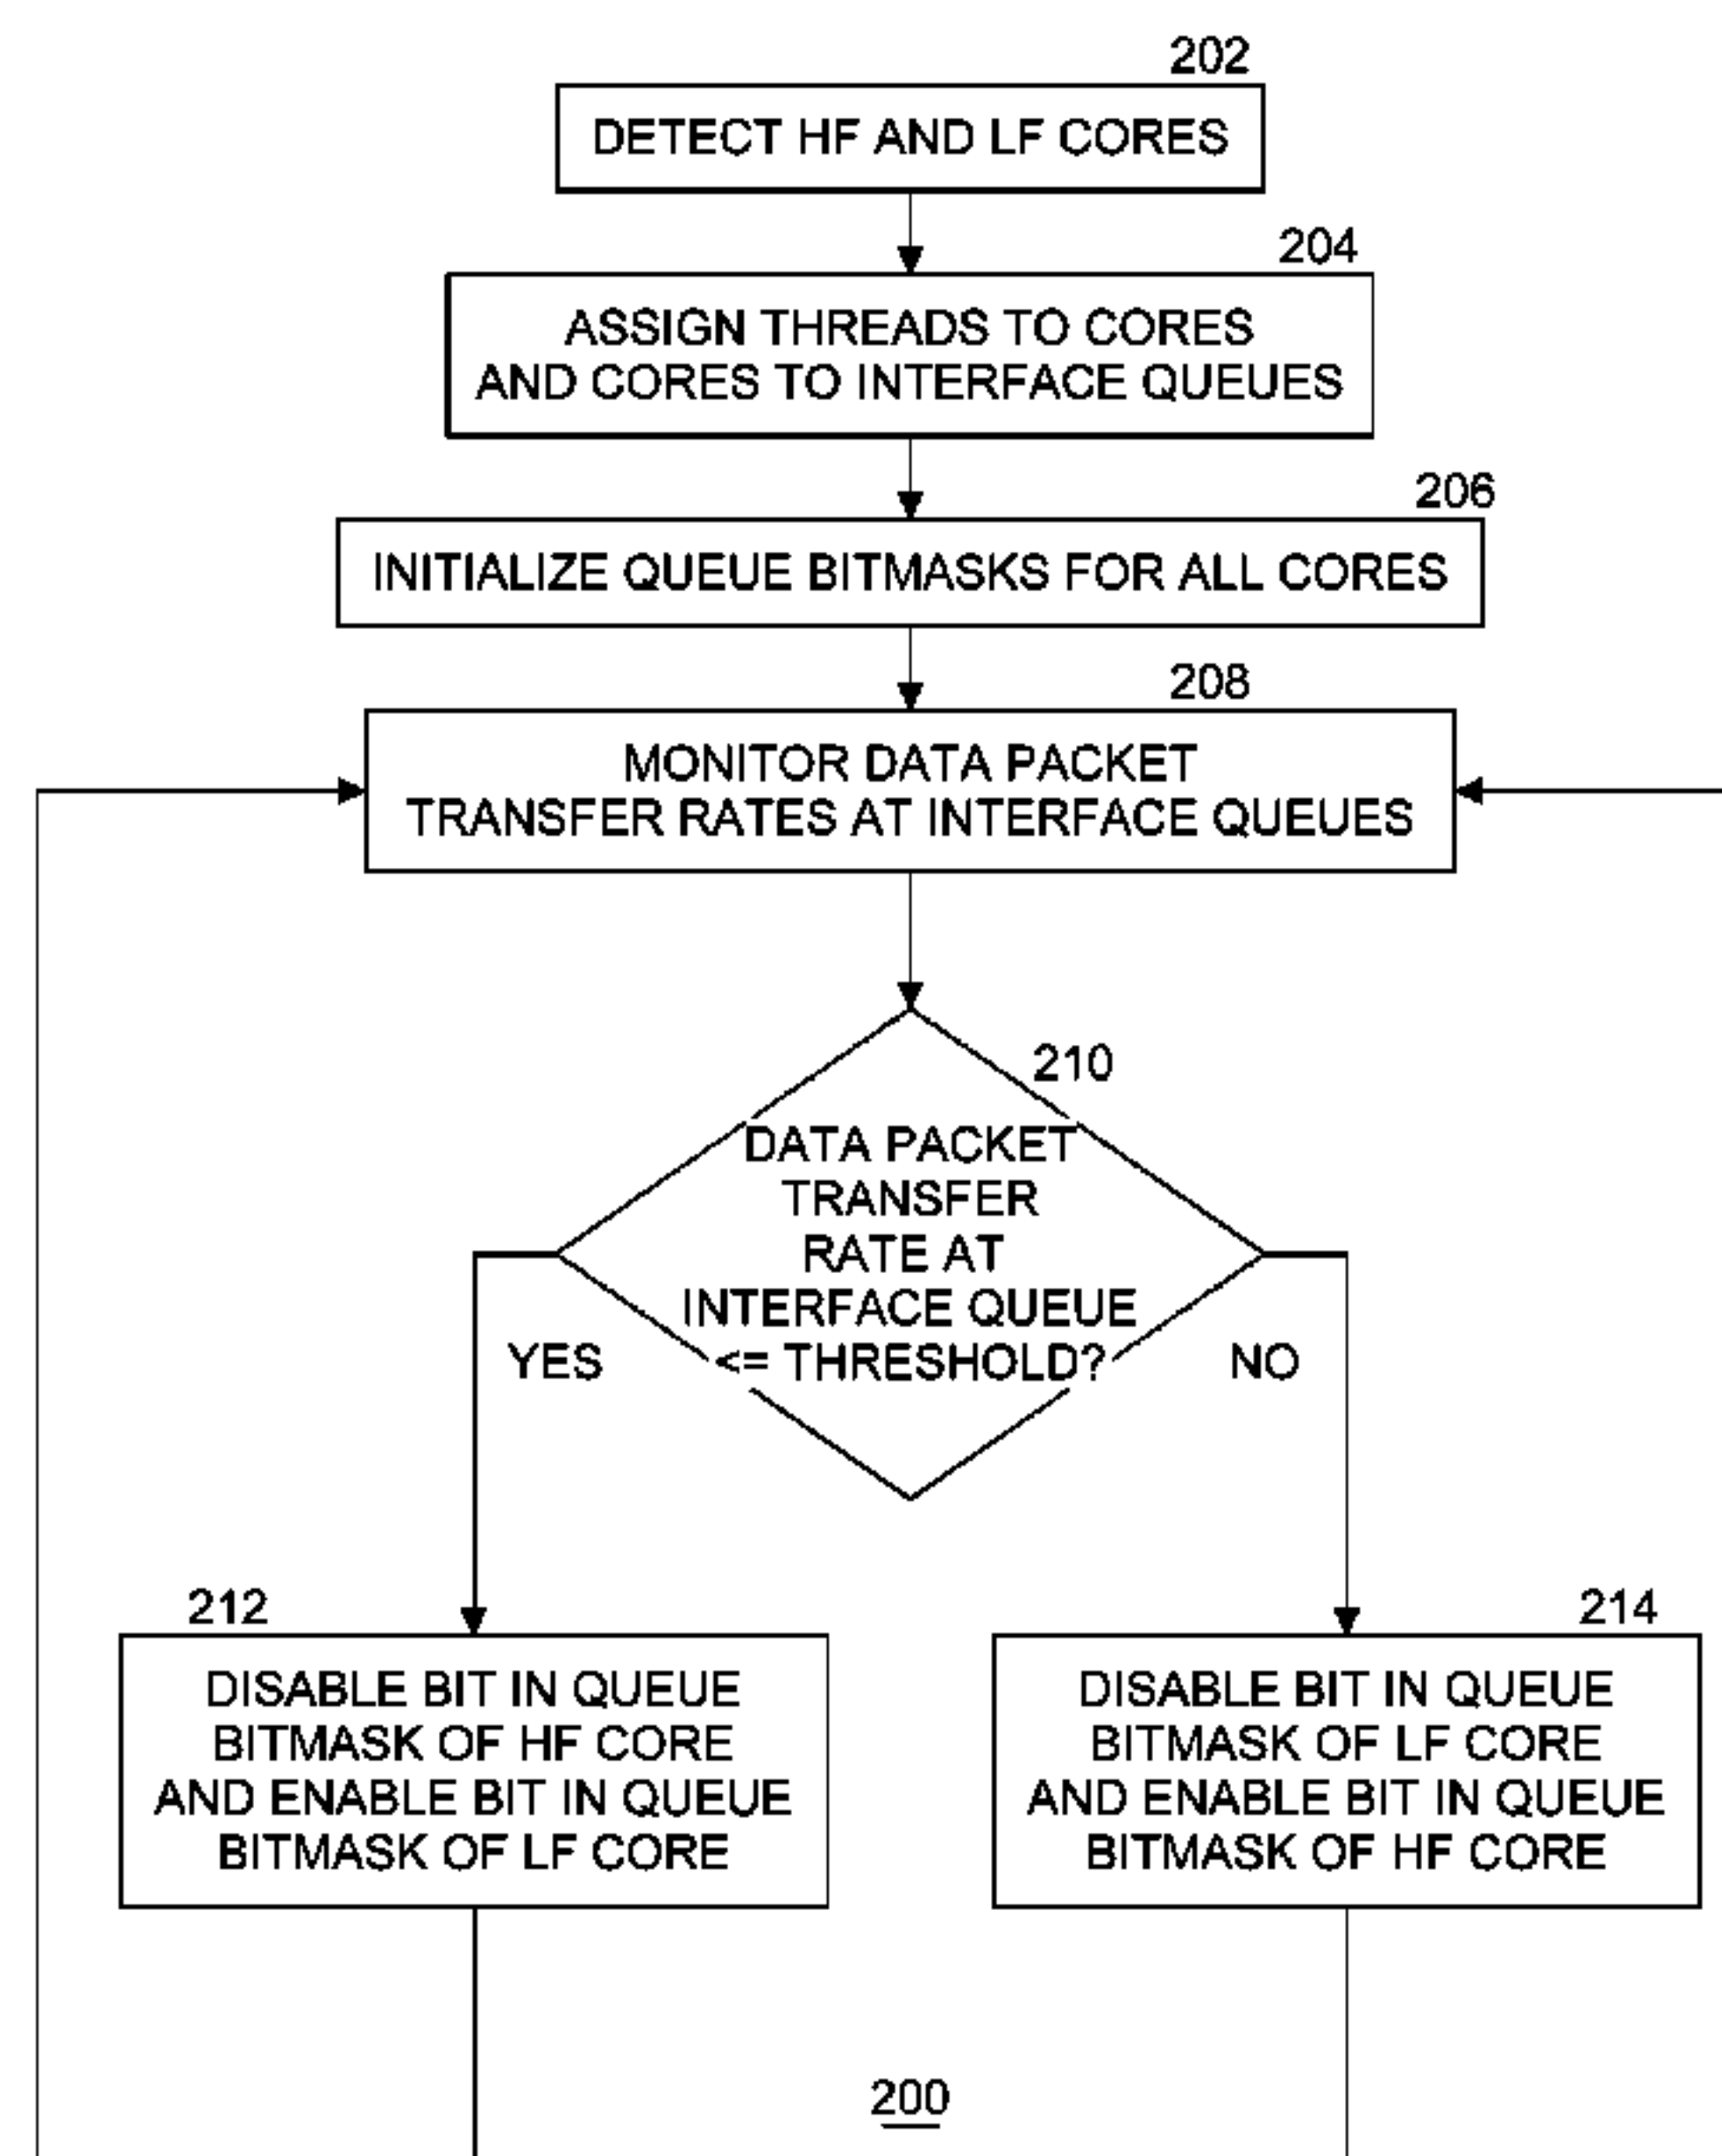 202
DETECT HF AND LF CORES
204
ASSIGN THREADS TO CORES
AND CORES TO INTERFACE QUEUES
206
INITIALIZE QUEUE BITMASKS FOR ALL CORES
208
MONITOR DATA PACKET
TRANSFER RATES AT INTERFACE QUEUES
210
DATA PACKET
TRANSFER
RATE AT
INTERFACE QUEUE
<= THRESHOLD?
YES
NO
212
DISABLE BIT IN QUEUE
BITMASK OF HF CORE
AND ENABLE BIT IN QUEUE
BITMASK OF LF CORE
214
DISABLE BIT IN QUEUE
BITMASK OF LF CORE
AND ENABLE BIT IN QUEUE
BITMASK OF HF CORE
200